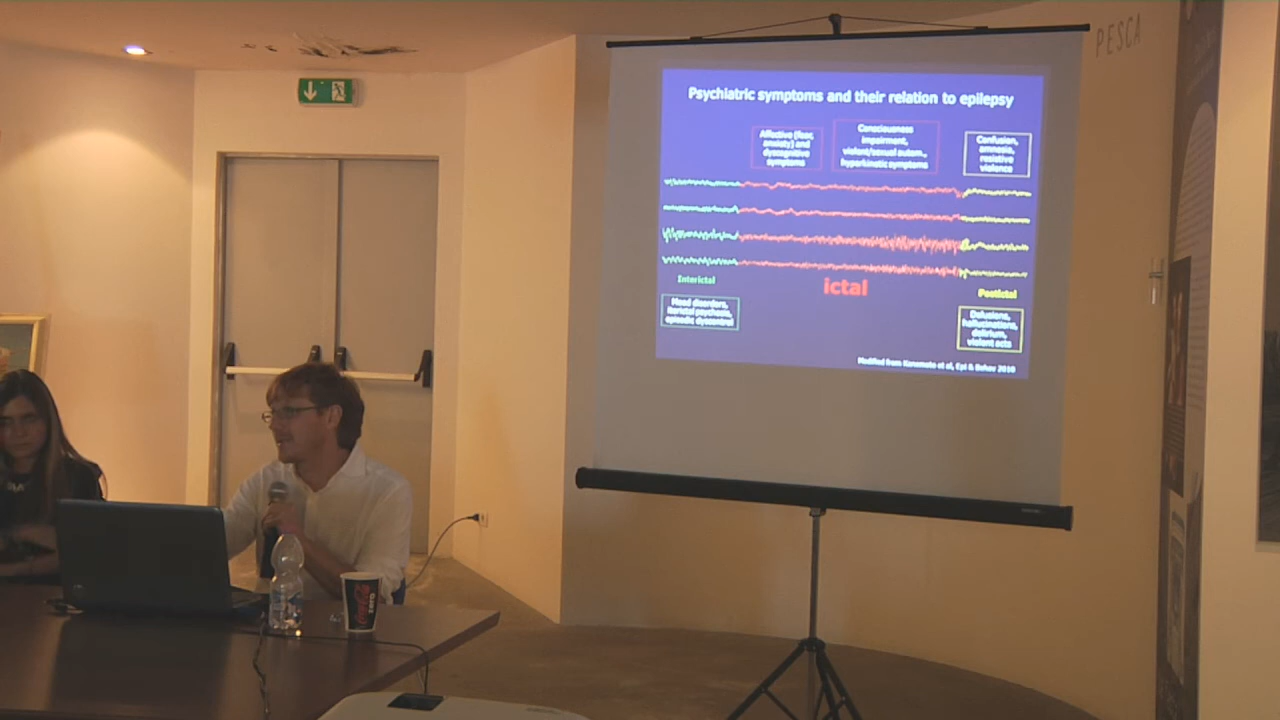 PESCA
Psychiatric symptoms and their relation to epilepsy
Affective (fear,
anxiety) and
dyscognitive
symptoms
Consciousness
impairment,
violent/sexual autom.,
hyperkinetic symptoms
Confusion,
amnesia,
resistive
violence
Interictal
ictal
Postictal
Mood disorders,
interictal psychosis,
episodic dyscontrol
Delusions,
hallucinations,
delirium,
violent acts
Modified from Kanemoto et al, Epi & Behav 2010
zero